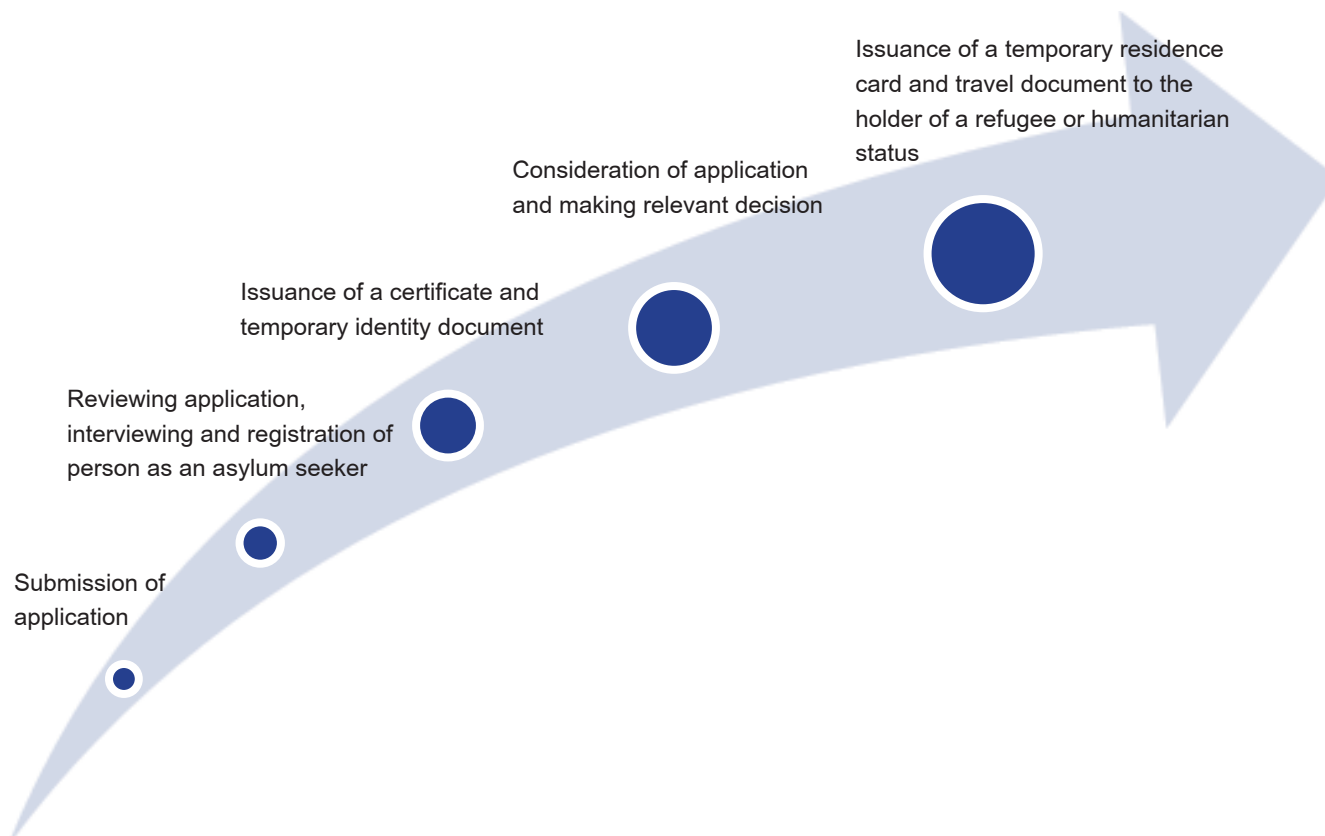 Issuance of a temporary residence
card and travel document to the
holder of a refugee or humanitarian
status
Consideration of application
and making relevant decision
Issuance of a certificate and
temporary identity document
Reviewing application,
interviewing and registration of
person as an asylum seeker
Submission of
application